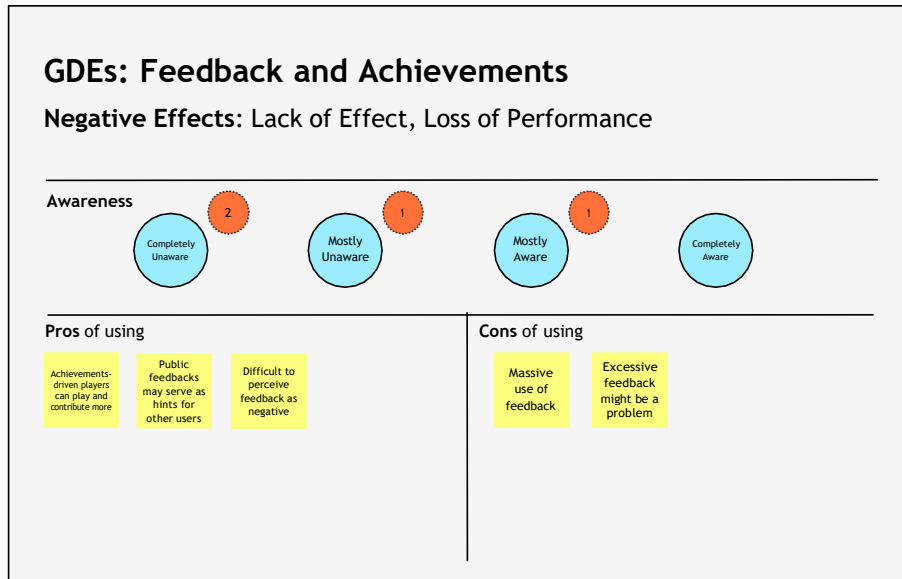 GDEs: Feedback and Achievements
Negative Effects: Lack of Effect, Loss of Performance
Awareness
Completely
Unaware
2
Mostly
Unaware
1
Mostly
Aware
1
Completely
Aware
Pros of using
Achievements-
driven players
can play and
contribute more
Public
feedbacks
may serve as
hints for
other users
Difficult to
perceive
feedback as
negative
Cons of using
Massive
use of
feedback
Excessive
feedback
might be a
problem